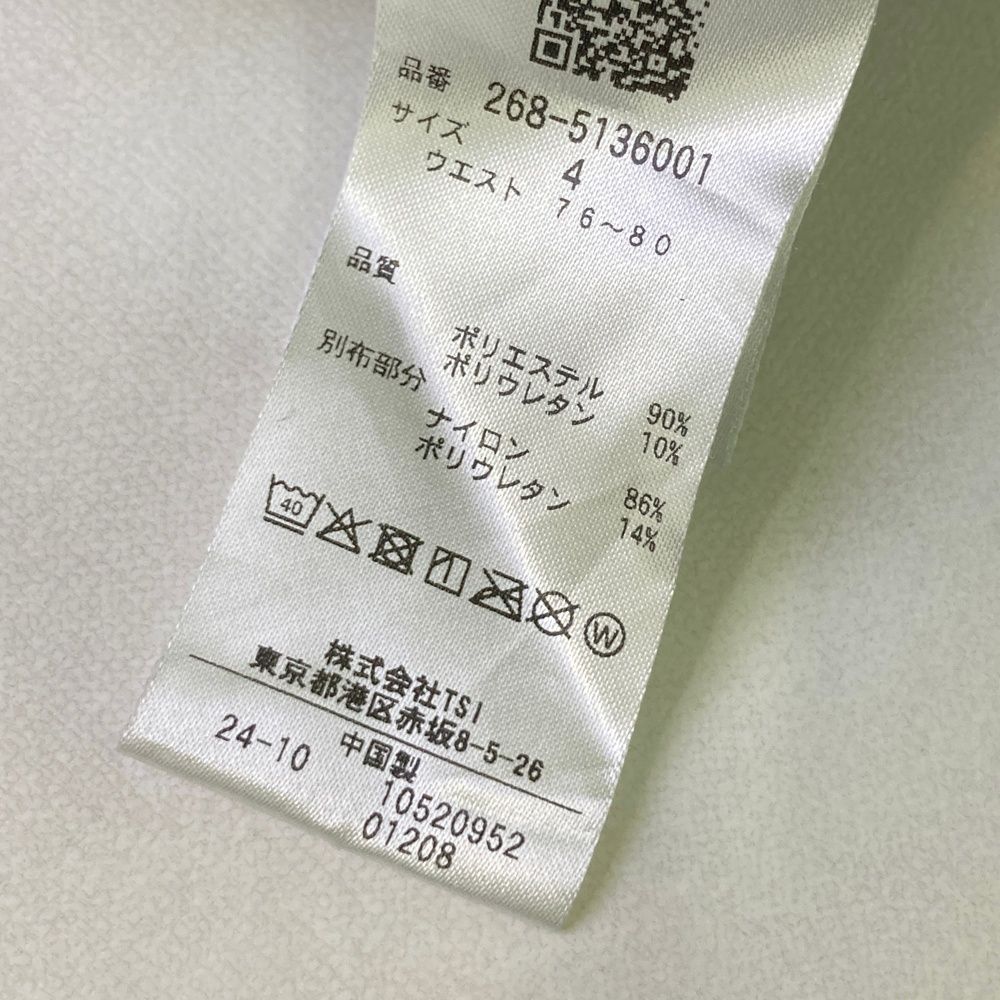 品番 268-5136001
サイズ 4
ウエスト 76~80
品質
ポリエステル 90%
別布部分 ポリウレタン 10%
ナイロン 86%
ポリウレタン 14%
40
W
株式会社TSI
東京都港区赤坂8-5-26
24-10 中国製
10520952
01208